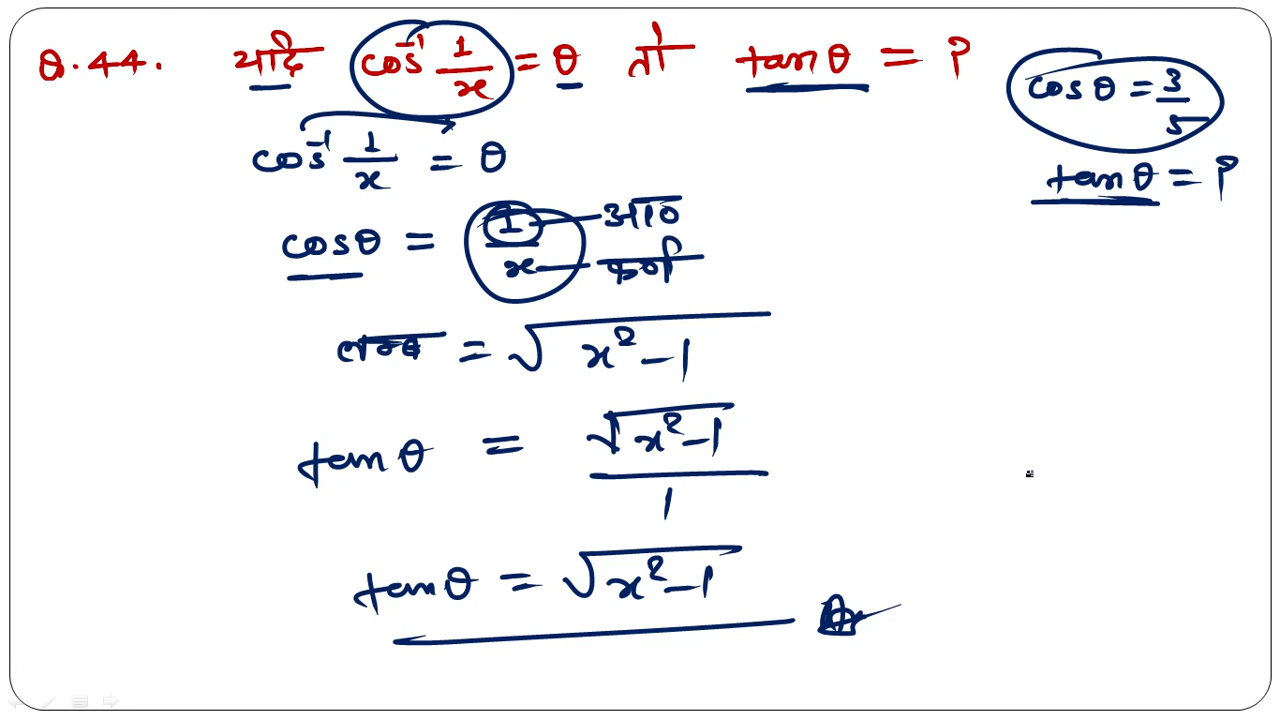 Q.44. यदि cos⁻¹ 1/x = θ तो tanθ = ?
cosθ = 3/5
tanθ = ?
cos⁻¹ 1/x = θ
cosθ = 1/x — आ० / कर्ण
लम्ब = √(x²-1)
tanθ = √(x²-1)/1
tanθ = √(x²-1)